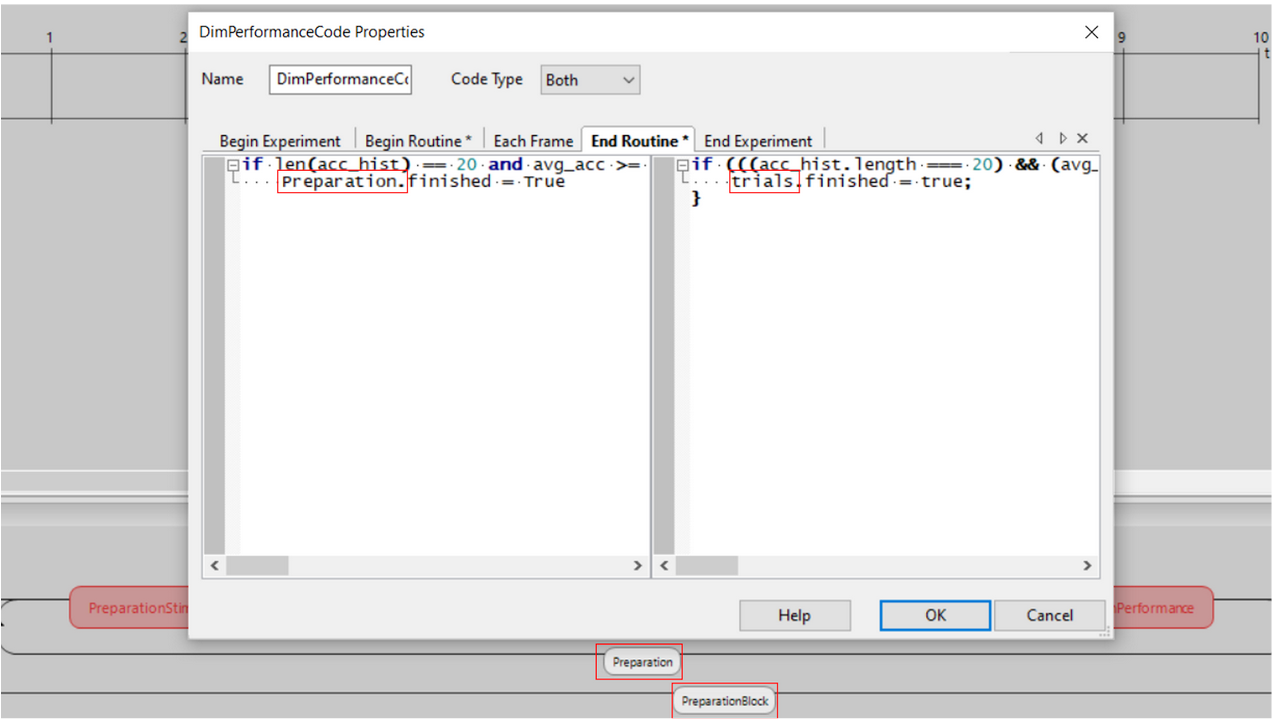 DimPerformanceCode Properties
1
2
9
10
t
Name
DimPerformanceCo
Code Type
Both
Begin Experiment
Begin Routine *
Each Frame
End Routine *
End Experiment
if len(acc_hist) == 20 and avg_acc >=
Preparation.finished = True
if (((acc_hist.length === 20) && (avg_
trials.finished = true;
}
Help
OK
Cancel
PreparationStim
Performance
Preparation
PreparationBlock